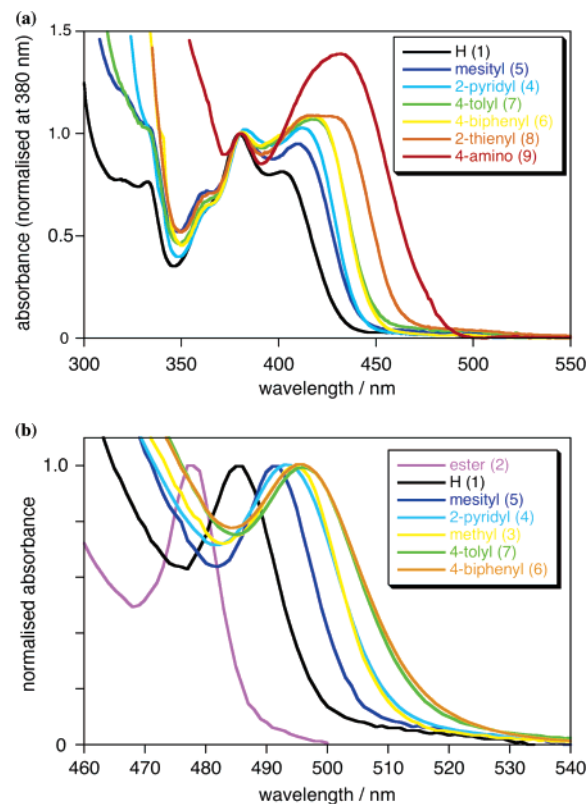 (a)
1.5
1.0
0.5
0
absorbance (normalised at 380 nm)
H (1)
mesityl (5)
2-pyridyl (4)
4-tolyl (7)
4-biphenyl (6)
2-thienyl (8)
4-amino (9)
300 350 400 450 500 550
wavelength / nm
(b)
1.0
0
normalised absorbance
ester (2)
H (1)
mesityl (5)
2-pyridyl (4)
methyl (3)
4-tolyl (7)
4-biphenyl (6)
460 470 480 490 500 510 520 530 540
wavelength / nm